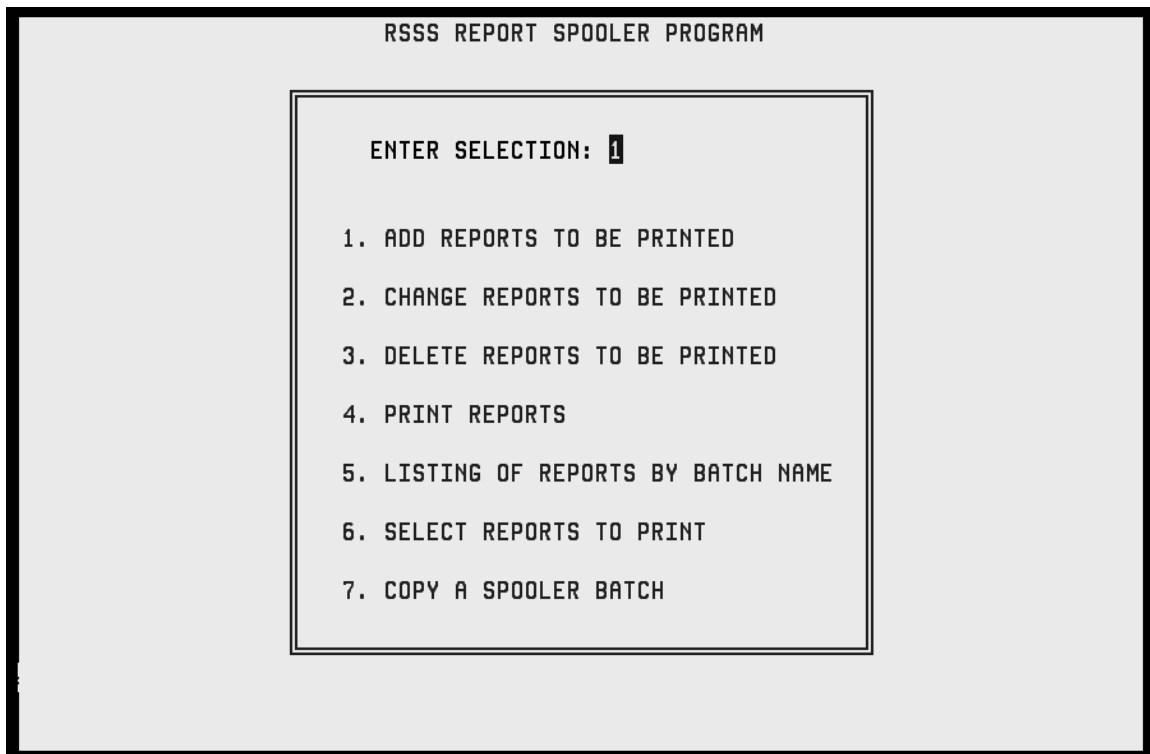 RSSS REPORT SPOOLER PROGRAM
ENTER SELECTION: 1
1. ADD REPORTS TO BE PRINTED
2. CHANGE REPORTS TO BE PRINTED
3. DELETE REPORTS TO BE PRINTED
4. PRINT REPORTS
5. LISTING OF REPORTS BY BATCH NAME
6. SELECT REPORTS TO PRINT
7. COPY A SPOOLER BATCH